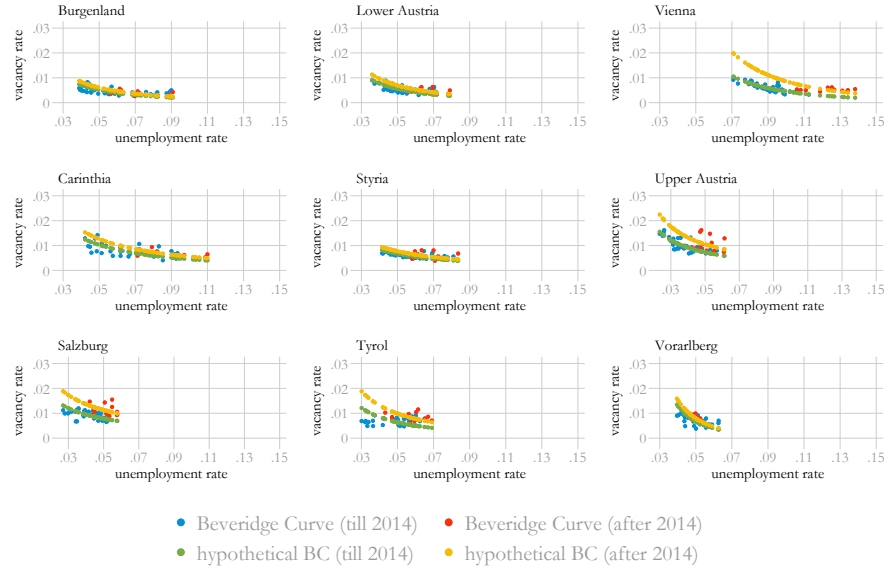 Burgenland
Lower Austria
Vienna
.03
.02
.01
0
.03
.02
.01
0
.03
.02
.01
0
vacancy rate
vacancy rate
vacancy rate
.03 .05 .07 .09 .11 .13 .15
.03 .05 .07 .09 .11 .13 .15
.03 .05 .07 .09 .11 .13 .15
unemployment rate
unemployment rate
unemployment rate
Carinthia
Styria
Upper Austria
.03
.02
.01
0
.03
.02
.01
0
.03
.02
.01
0
vacancy rate
vacancy rate
vacancy rate
.03 .05 .07 .09 .11 .13 .15
.03 .05 .07 .09 .11 .13 .15
.03 .05 .07 .09 .11 .13 .15
unemployment rate
unemployment rate
unemployment rate
Salzburg
Tyrol
Vorarlberg
.03
.02
.01
0
.03
.02
.01
0
.03
.02
.01
0
vacancy rate
vacancy rate
vacancy rate
.03 .05 .07 .09 .11 .13 .15
.03 .05 .07 .09 .11 .13 .15
.03 .05 .07 .09 .11 .13 .15
unemployment rate
unemployment rate
unemployment rate
Beveridge Curve (till 2014)
Beveridge Curve (after 2014)
hypothetical BC (till 2014)
hypothetical BC (after 2014)